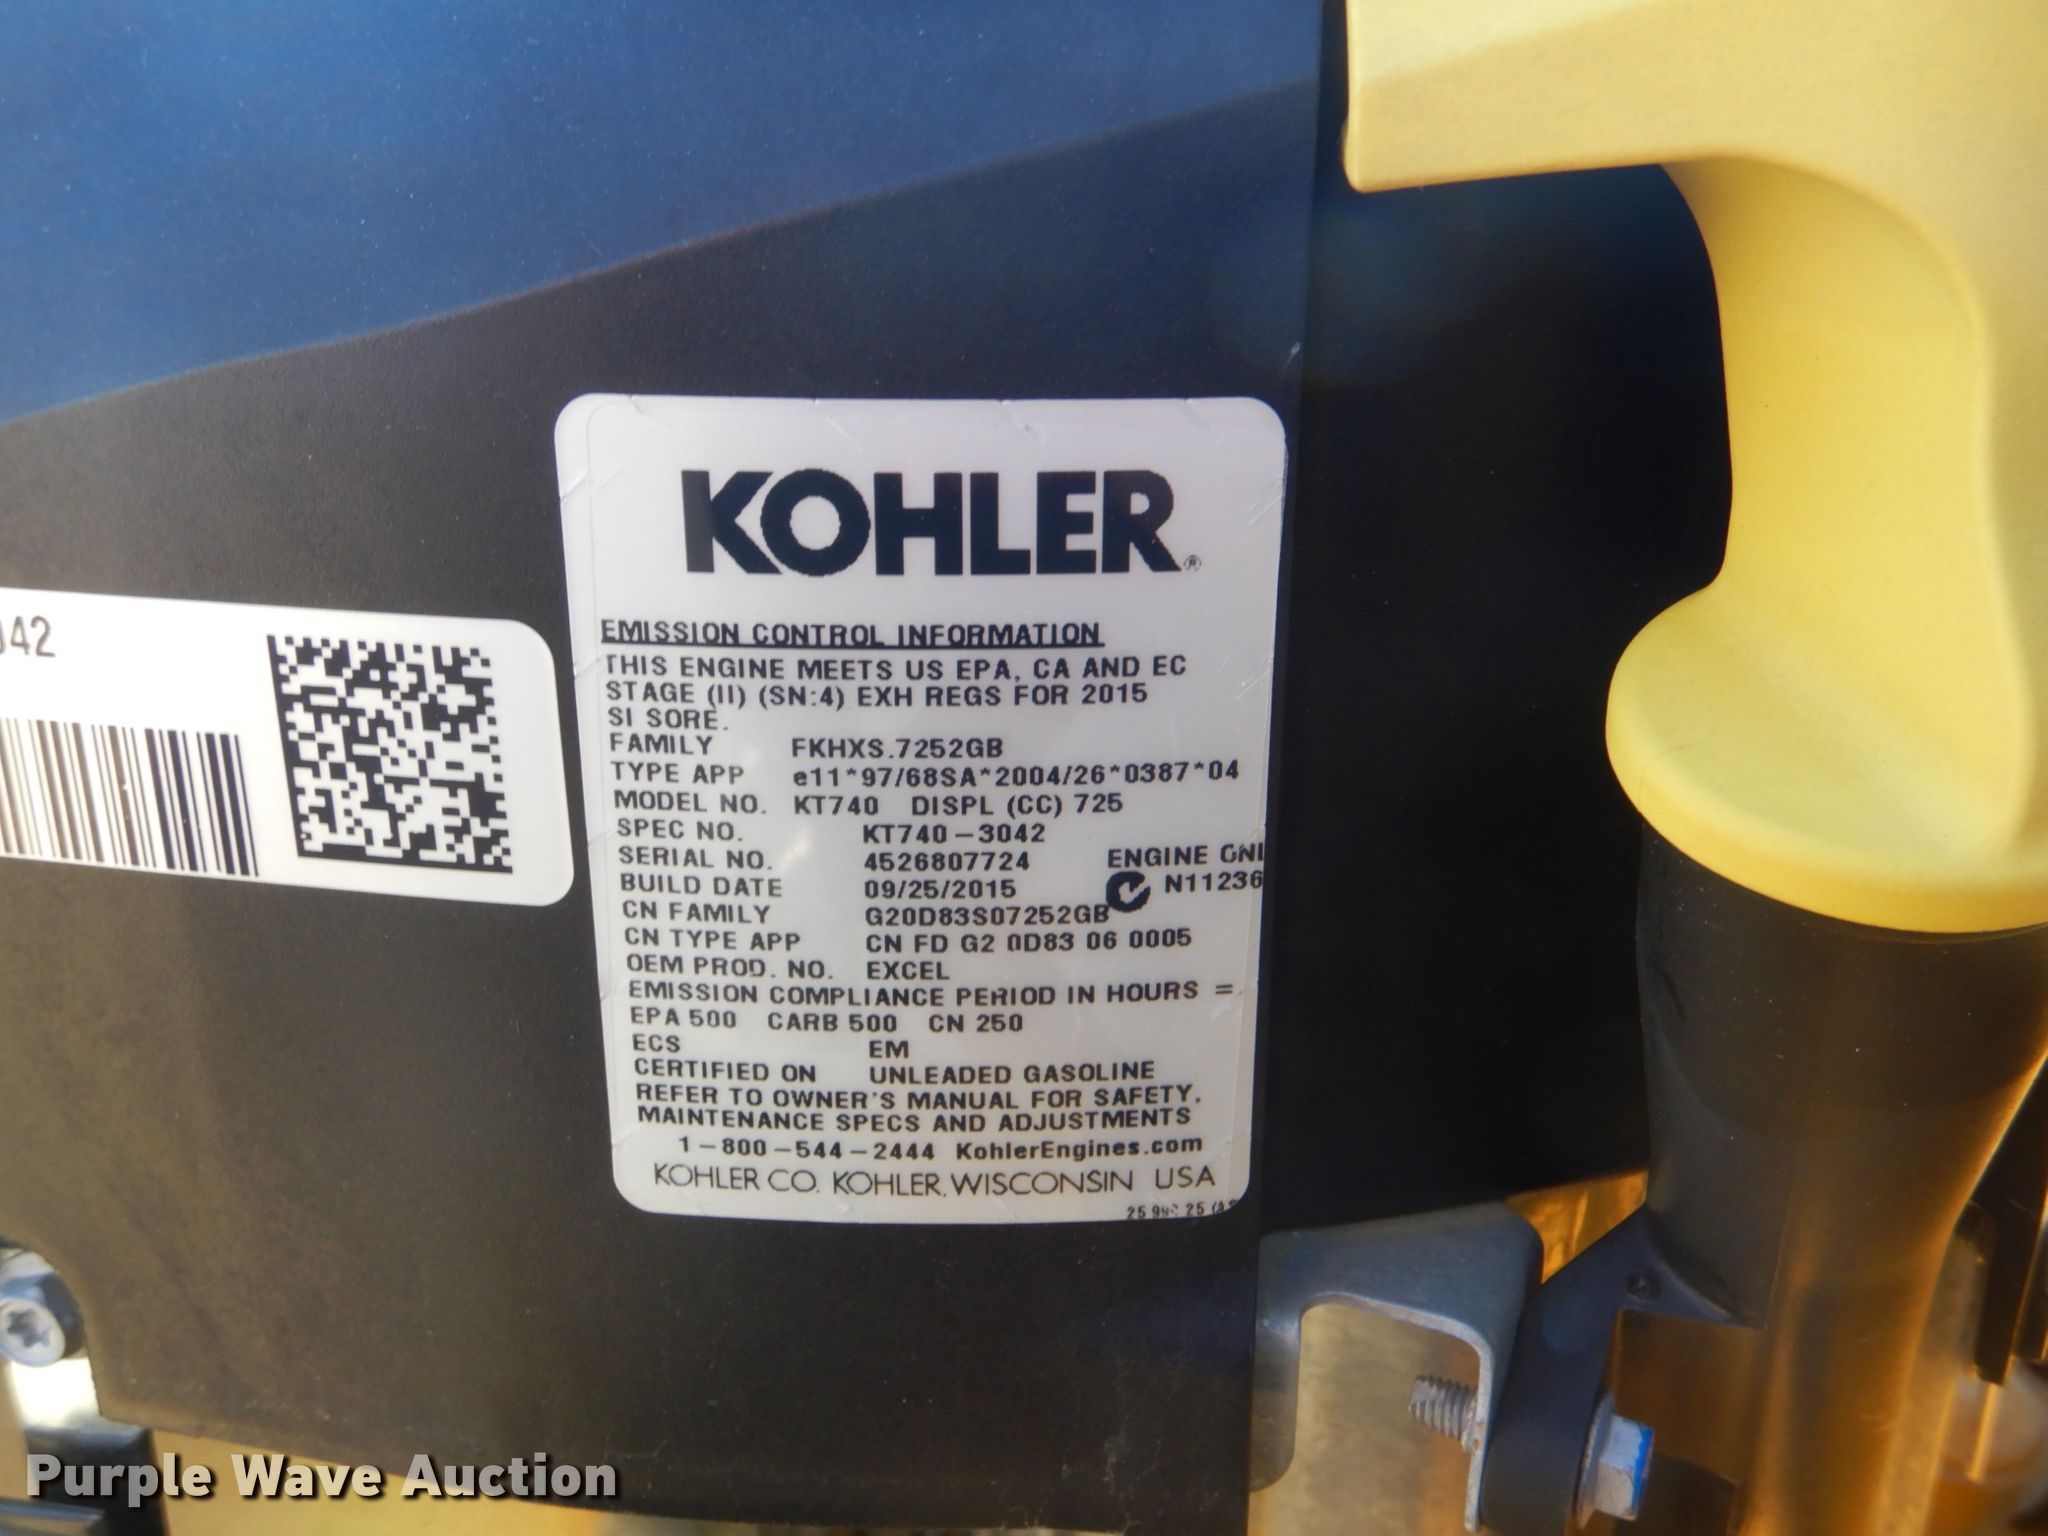 KOHLER®
EMISSION CONTROL INFORMATION
THIS ENGINE MEETS US EPA, CA AND EC
STAGE (II) (SN:4) EXH REGS FOR 2015
SI SORE.
FAMILY FKHXS.7252GB
TYPE APP e11*97/68SA*2004/26*0387*04
MODEL NO. KT740 DISPL (CC) 725
SPEC NO. KT740-3042
SERIAL NO. 4526807724 ENGINE ONL
BUILD DATE 09/25/2015 N11236
CN FAMILY G20D83S07252GB
CN TYPE APP CN FD G2 0D83 06 0005
OEM PROD. NO. EXCEL
EMISSION COMPLIANCE PERIOD IN HOURS =
EPA 500 CARB 500 CN 250
ECS EM
CERTIFIED ON UNLEADED GASOLINE
REFER TO OWNER'S MANUAL FOR SAFETY,
MAINTENANCE SPECS AND ADJUSTMENTS
1-800-544-2444 KohlerEngines.com
KOHLER CO. KOHLER, WISCONSIN USA
25 25
042
Purple Wave Auction